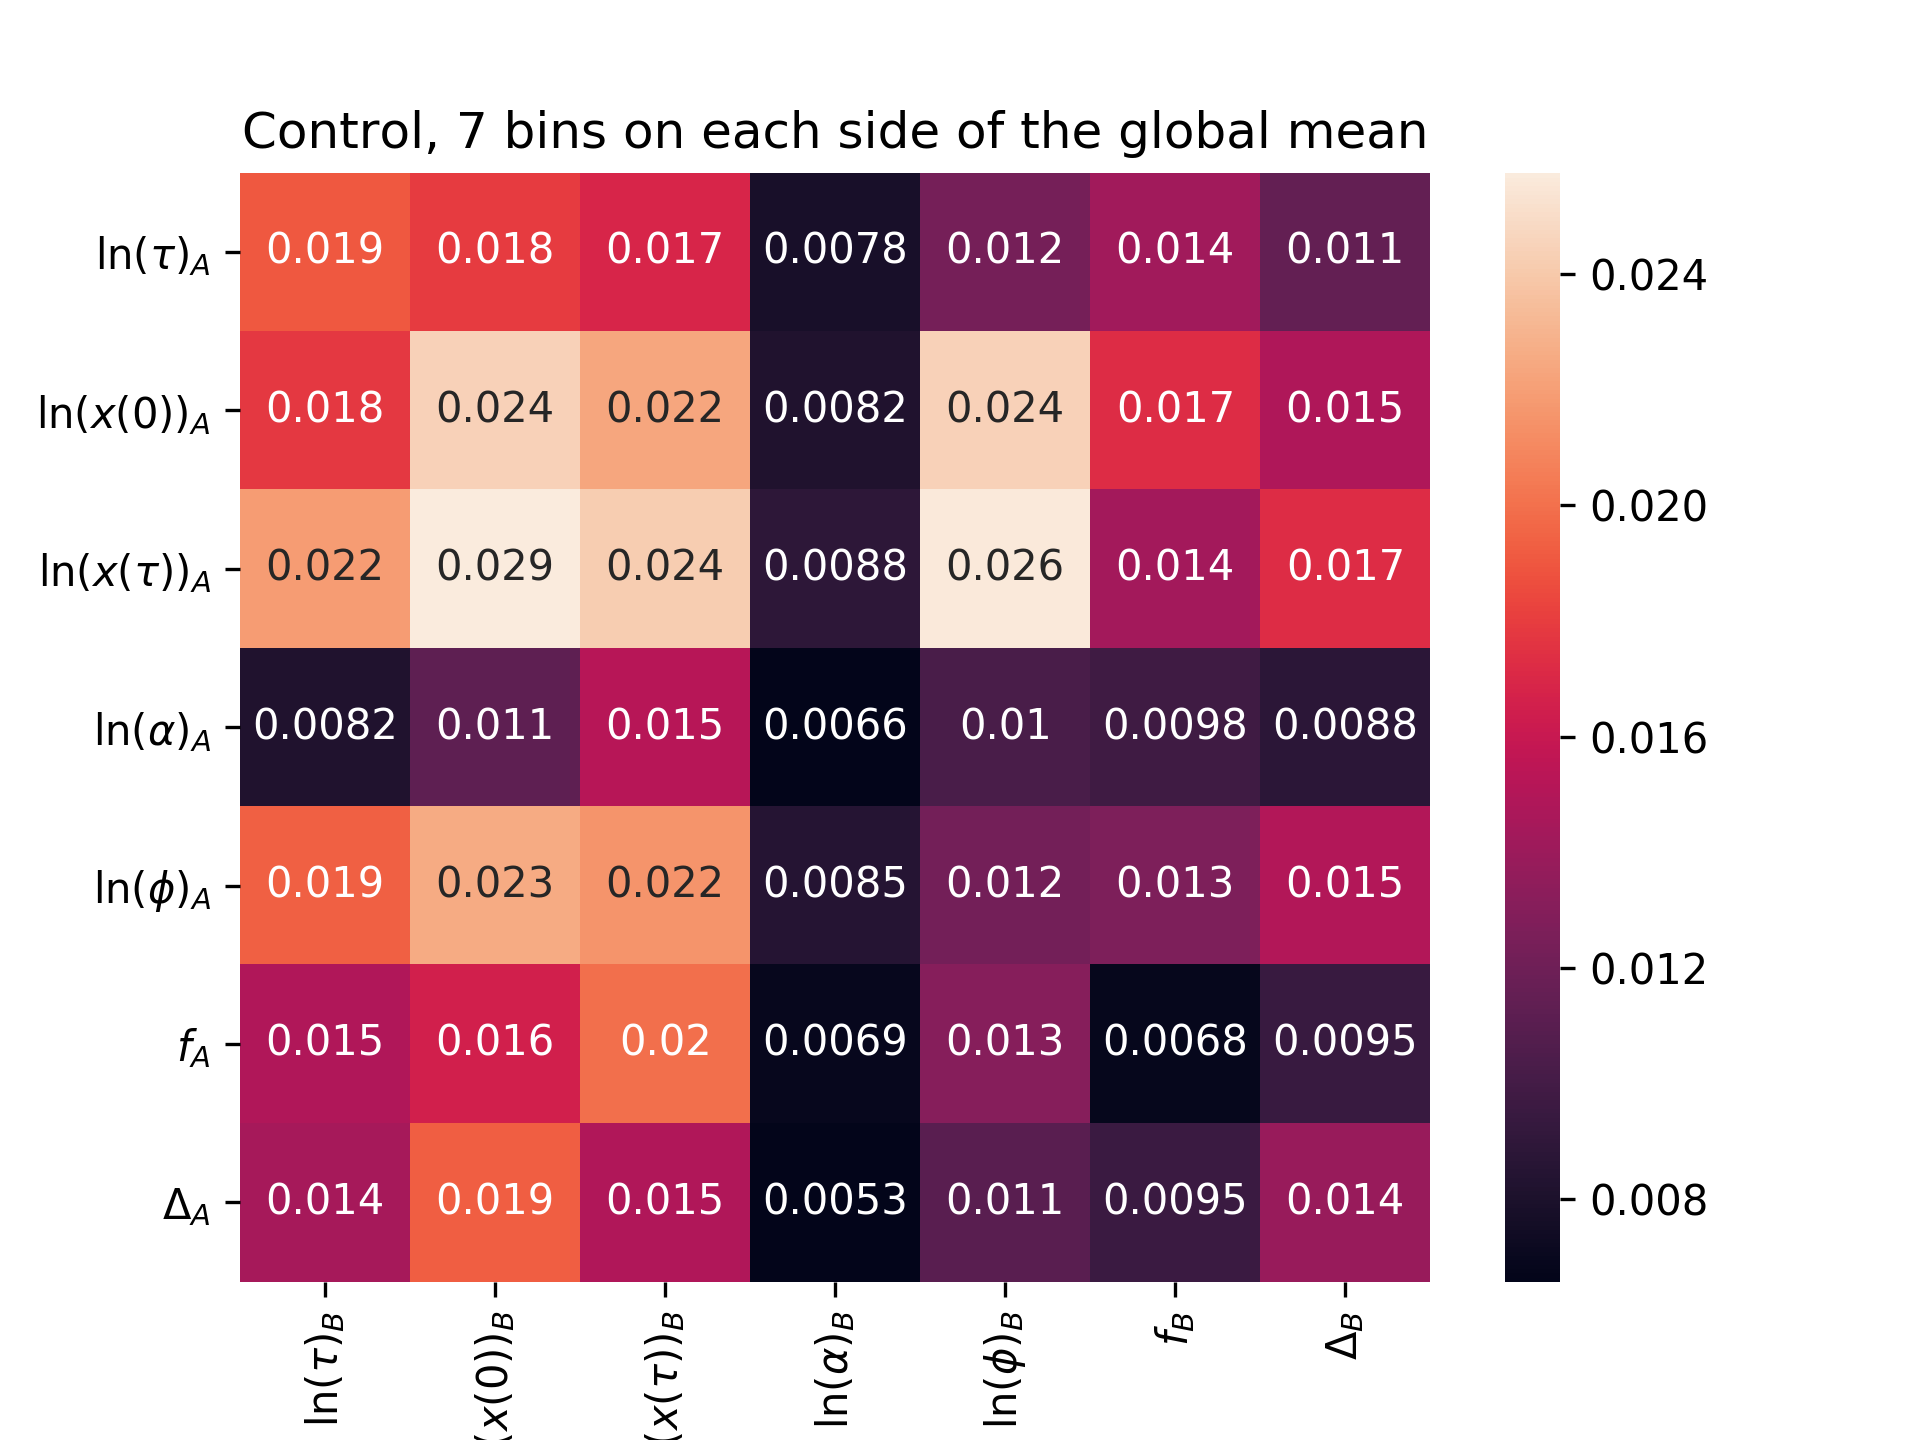 Control, 7 bins on each side of the global mean
ln(τ)A 0.019 0.018 0.017 0.0078 0.012 0.014 0.011
ln(x(0))A 0.018 0.024 0.022 0.0082 0.024 0.017 0.015
ln(x(τ))A 0.022 0.029 0.024 0.0088 0.026 0.014 0.017
ln(α)A 0.0082 0.011 0.015 0.0066 0.01 0.0098 0.0088
ln(ϕ)A 0.019 0.023 0.022 0.0085 0.012 0.013 0.015
fA 0.015 0.016 0.02 0.0069 0.013 0.0068 0.0095
ΔA 0.014 0.019 0.015 0.0053 0.011 0.0095 0.014
ln(τ)B (x(0))B (x(τ))B ln(α)B ln(ϕ)B fB ΔB
0.024
0.020
0.016
0.012
0.008